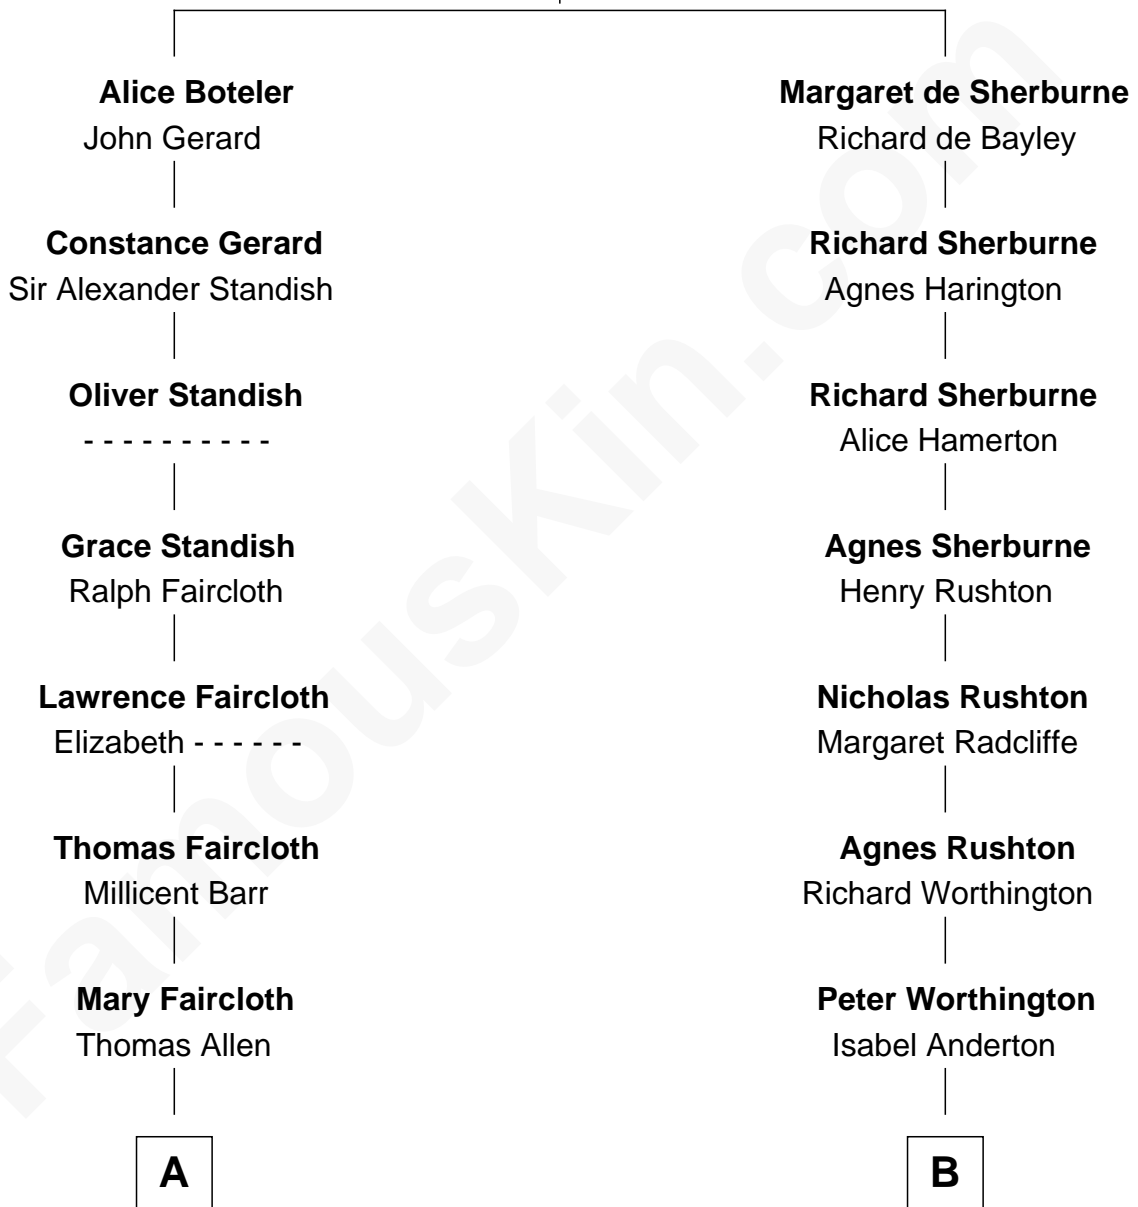 Alice Boteler
John Gerard
Constance Gerard
Sir Alexander Standish
Oliver Standish
- - - - - - - - - -
Grace Standish
Ralph Faircloth
Lawrence Faircloth
Elizabeth - - - - - -
Thomas Faircloth
Millicent Barr
Mary Faircloth
Thomas Allen
A
Margaret de Sherburne
Richard de Bayley
Richard Sherburne
Agnes Harington
Richard Sherburne
Alice Hamerton
Agnes Sherburne
Henry Rushton
Nicholas Rushton
Margaret Radcliffe
Agnes Rushton
Richard Worthington
Peter Worthington
Isabel Anderton
B
FamousKin.com